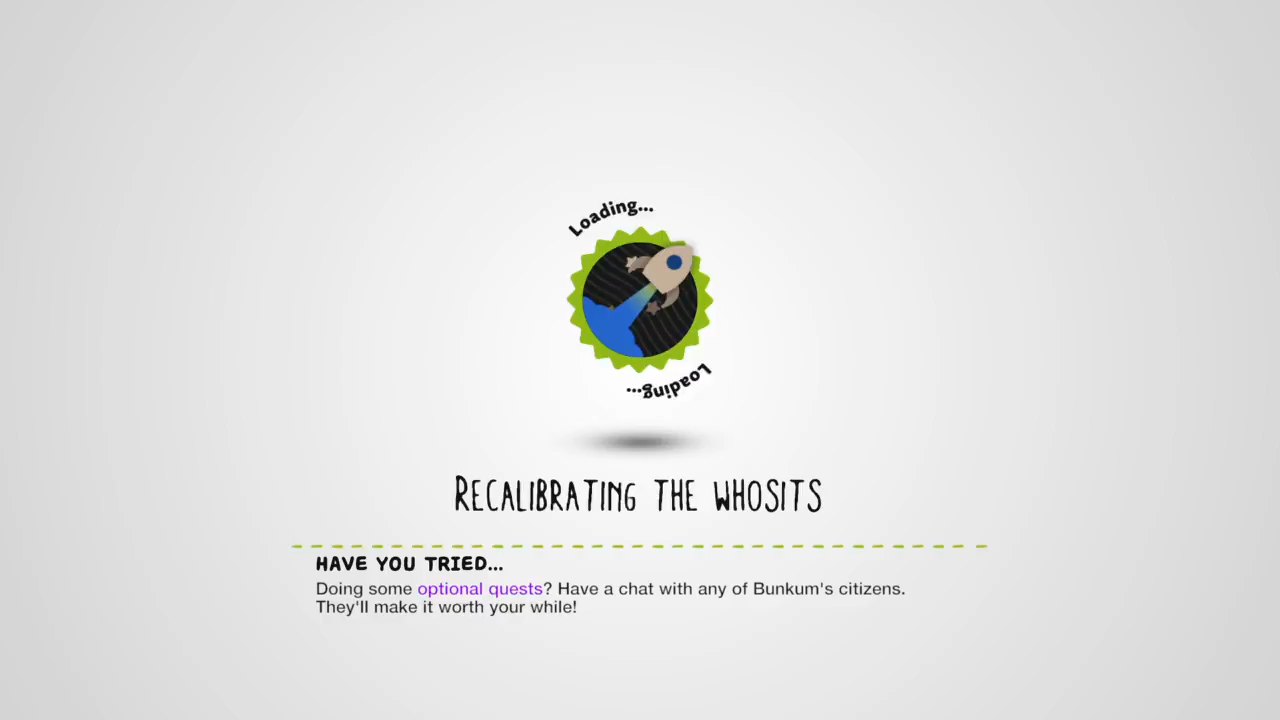 Loading...
Loading...
RECALIBRATING THE WHOSITS
HAVE YOU TRIED...
Doing some optional quests? Have a chat with any of Bunkum's citizens.
They'll make it worth your while!